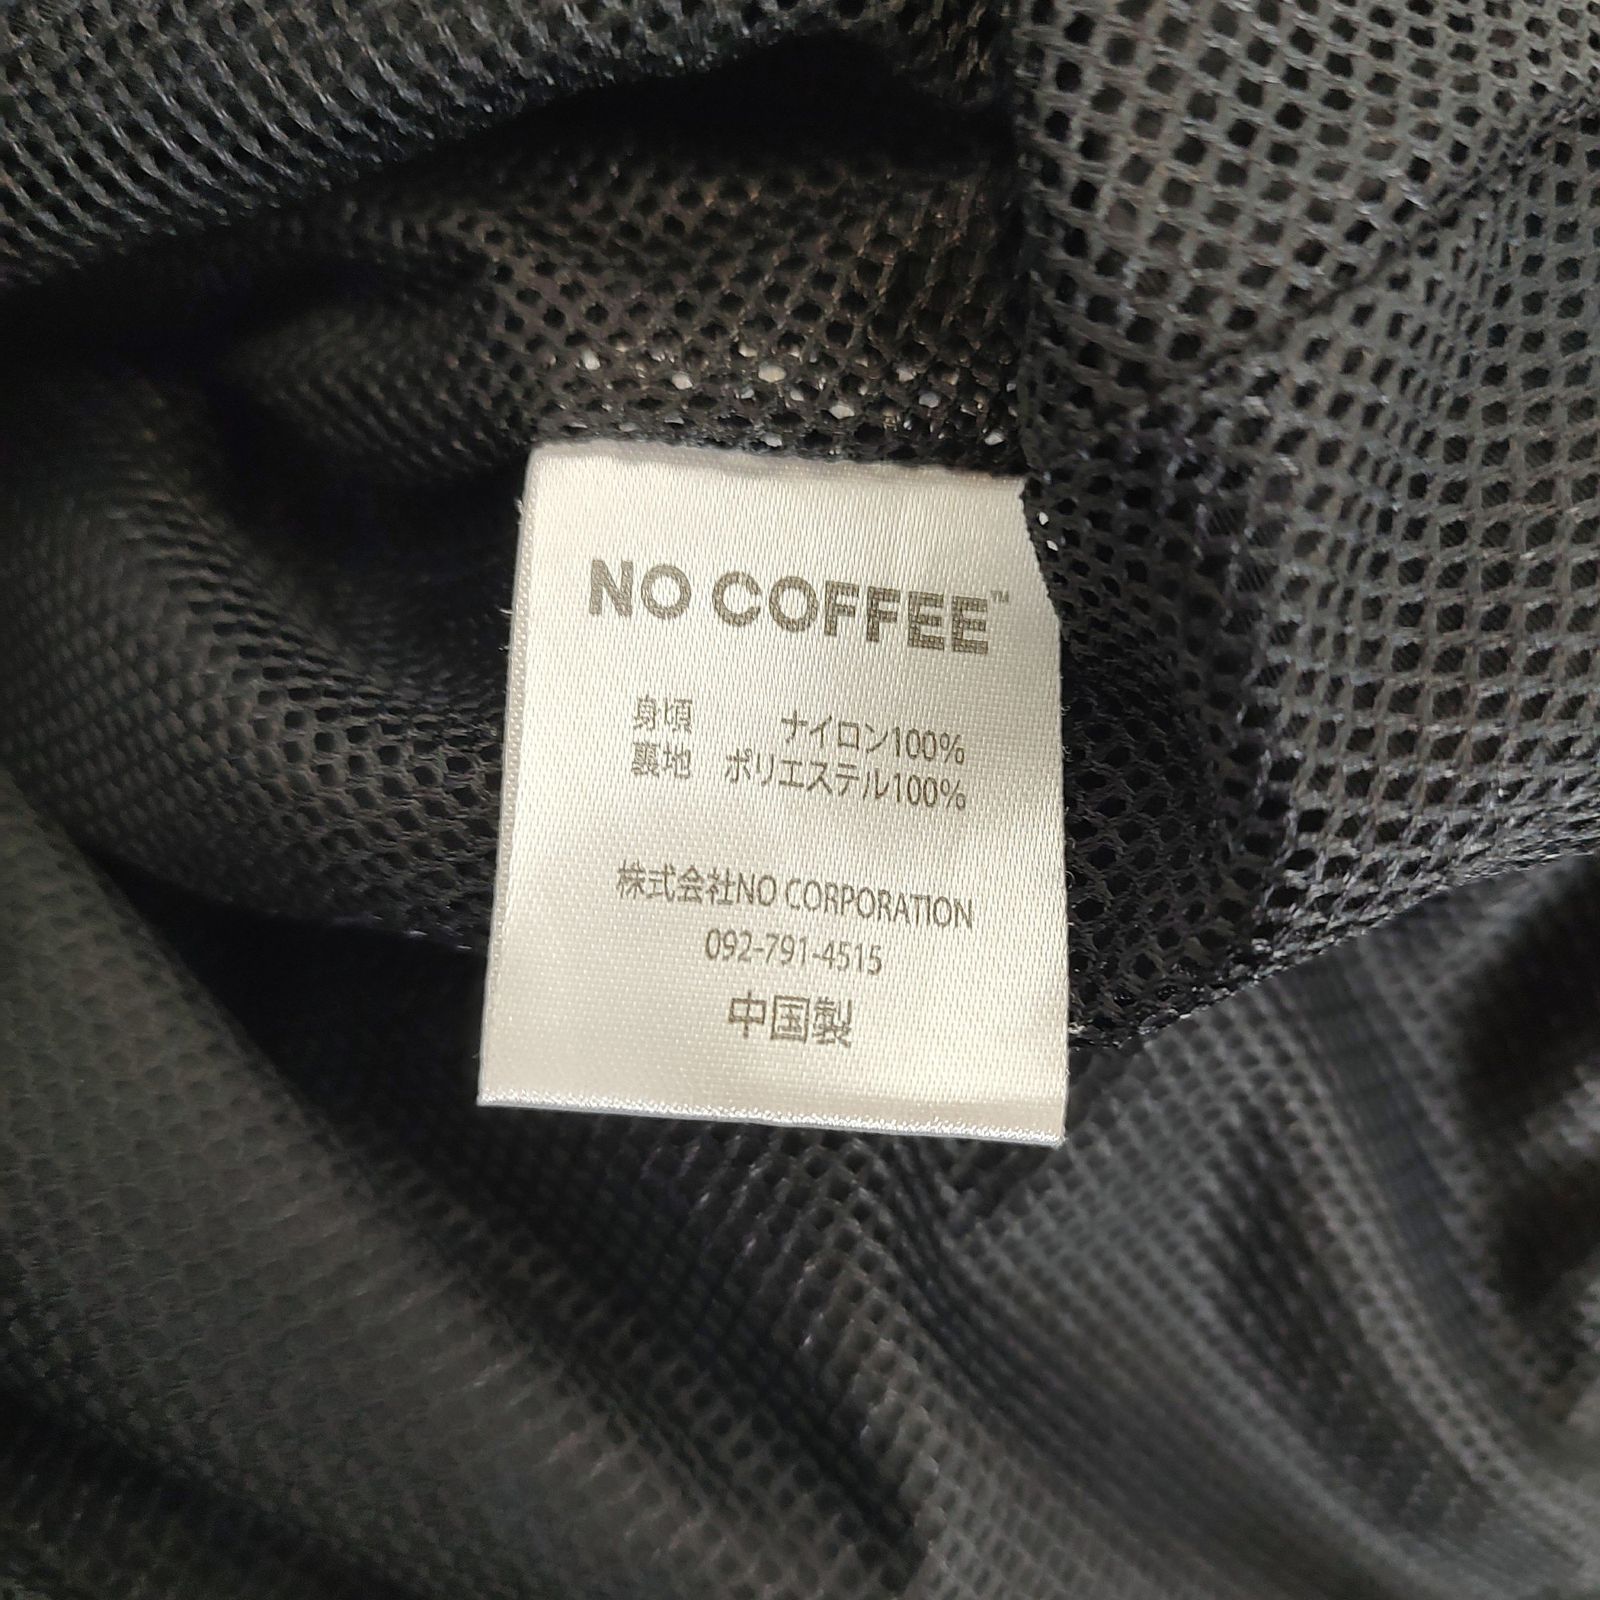 NO COFFEE™
身頃 ナイロン100%
裏地 ポリエステル100%
株式会社NO CORPORATION
092-791-4515
中国製